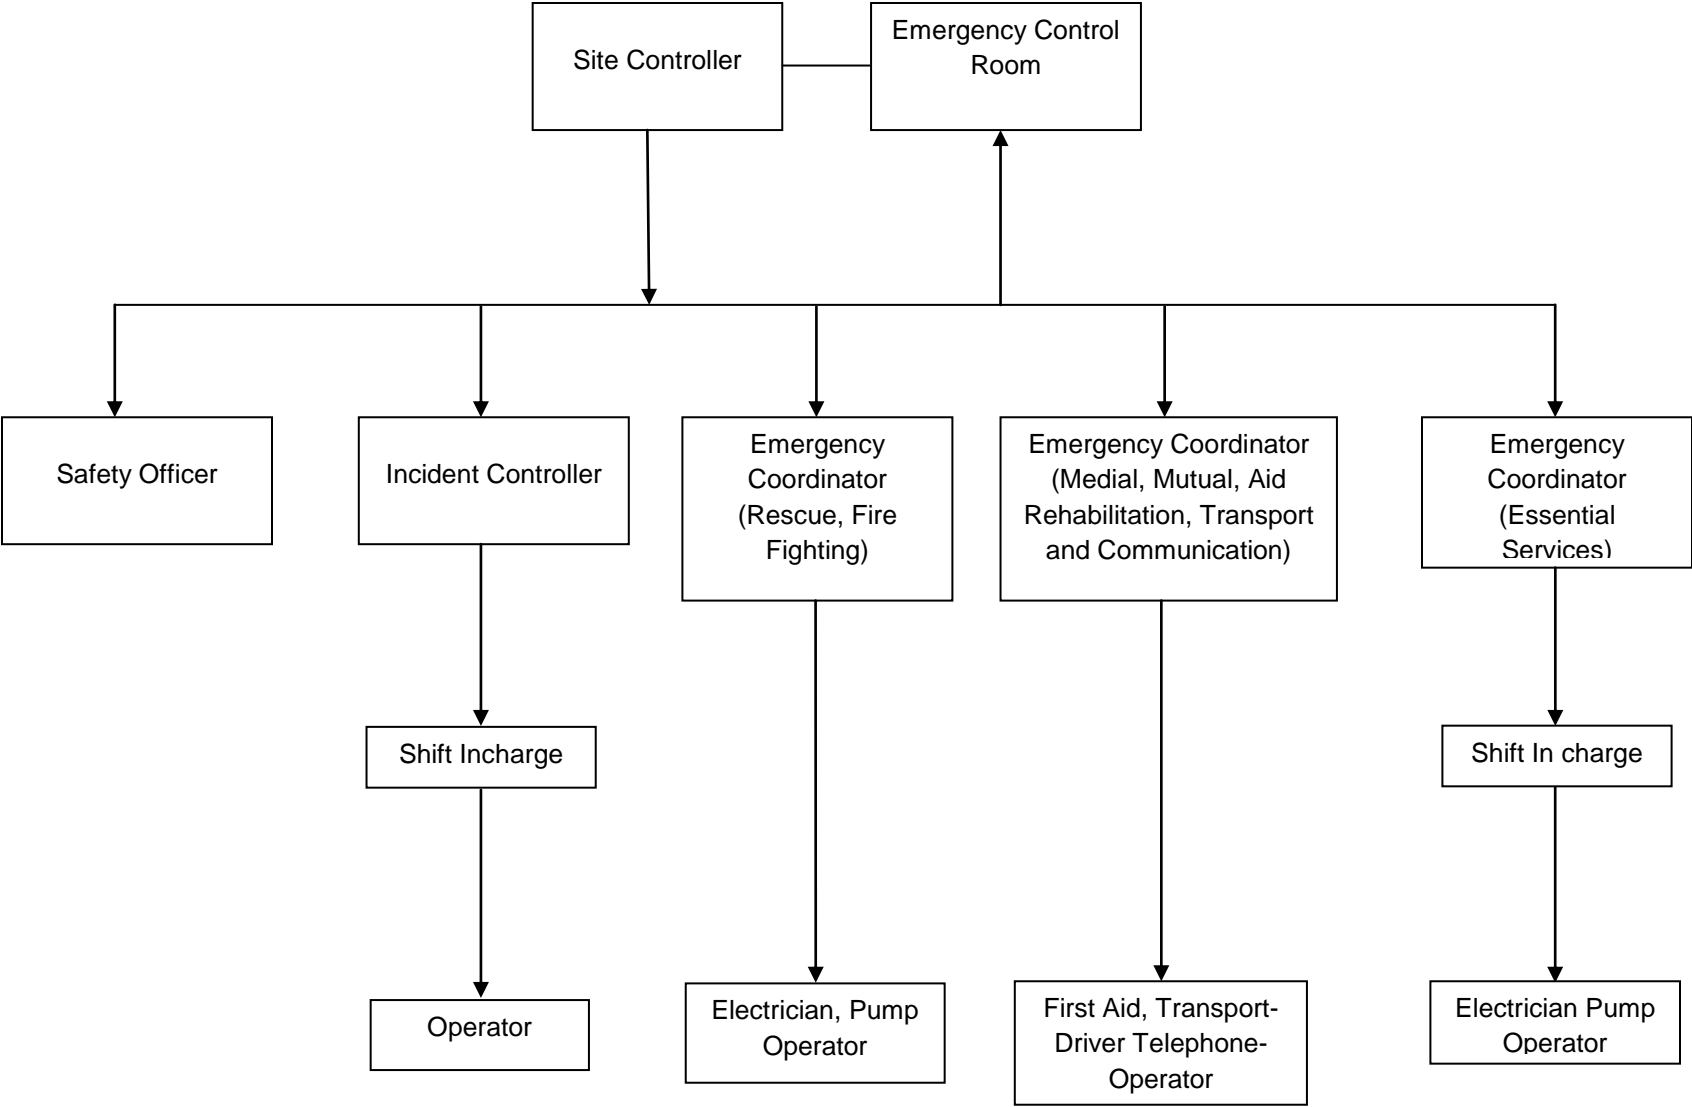 Site Controller
Emergency Control
Room
Safety Officer
Incident Controller
Emergency
Coordinator
(Rescue, Fire
Fighting)
Emergency Coordinator
(Medial, Mutual, Aid
Rehabilitation, Transport
and Communication)
Emergency
Coordinator
(Essential
Services)
Shift Incharge
Shift In charge
Operator
Electrician, Pump
Operator
First Aid, Transport-
Driver Telephone-
Operator
Electrician Pump
Operator